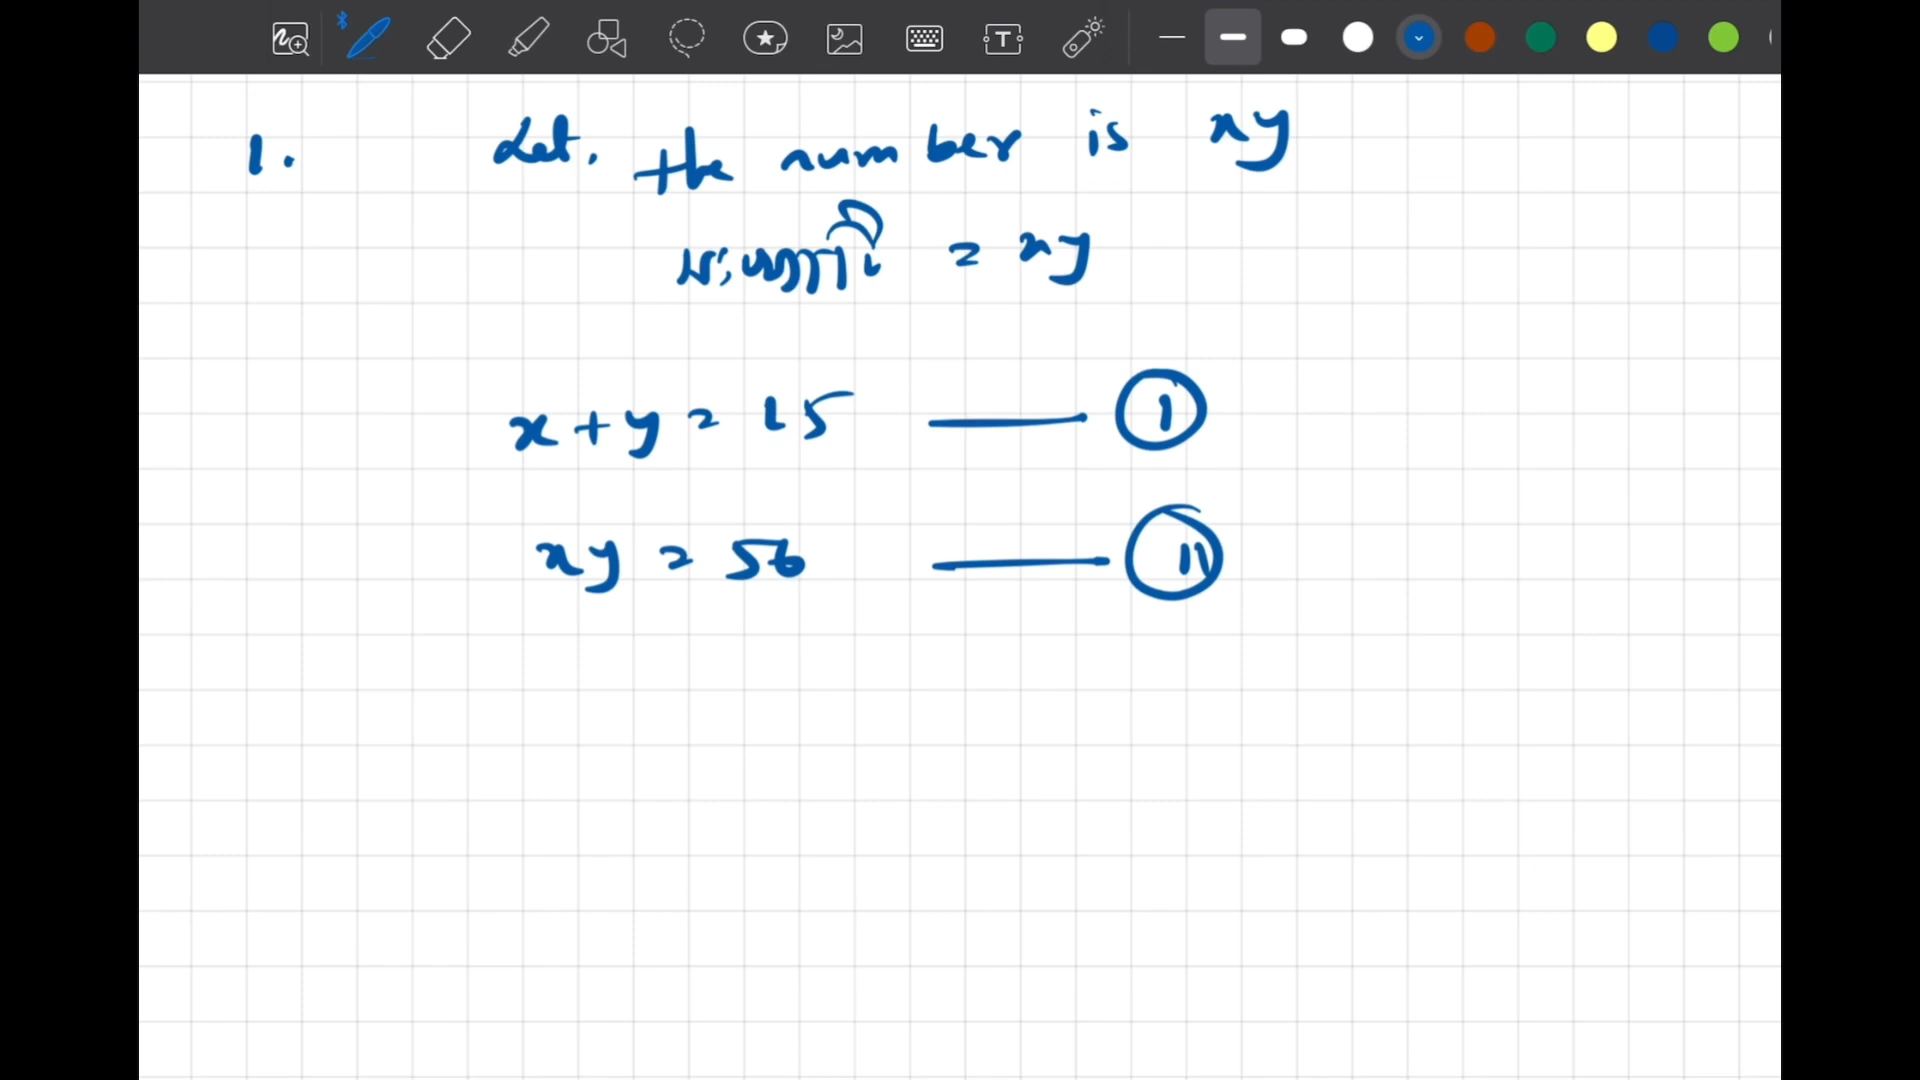 1. Let. the number is xy
= xy
x + y = 15 —— 1
xy = 56 —— 11